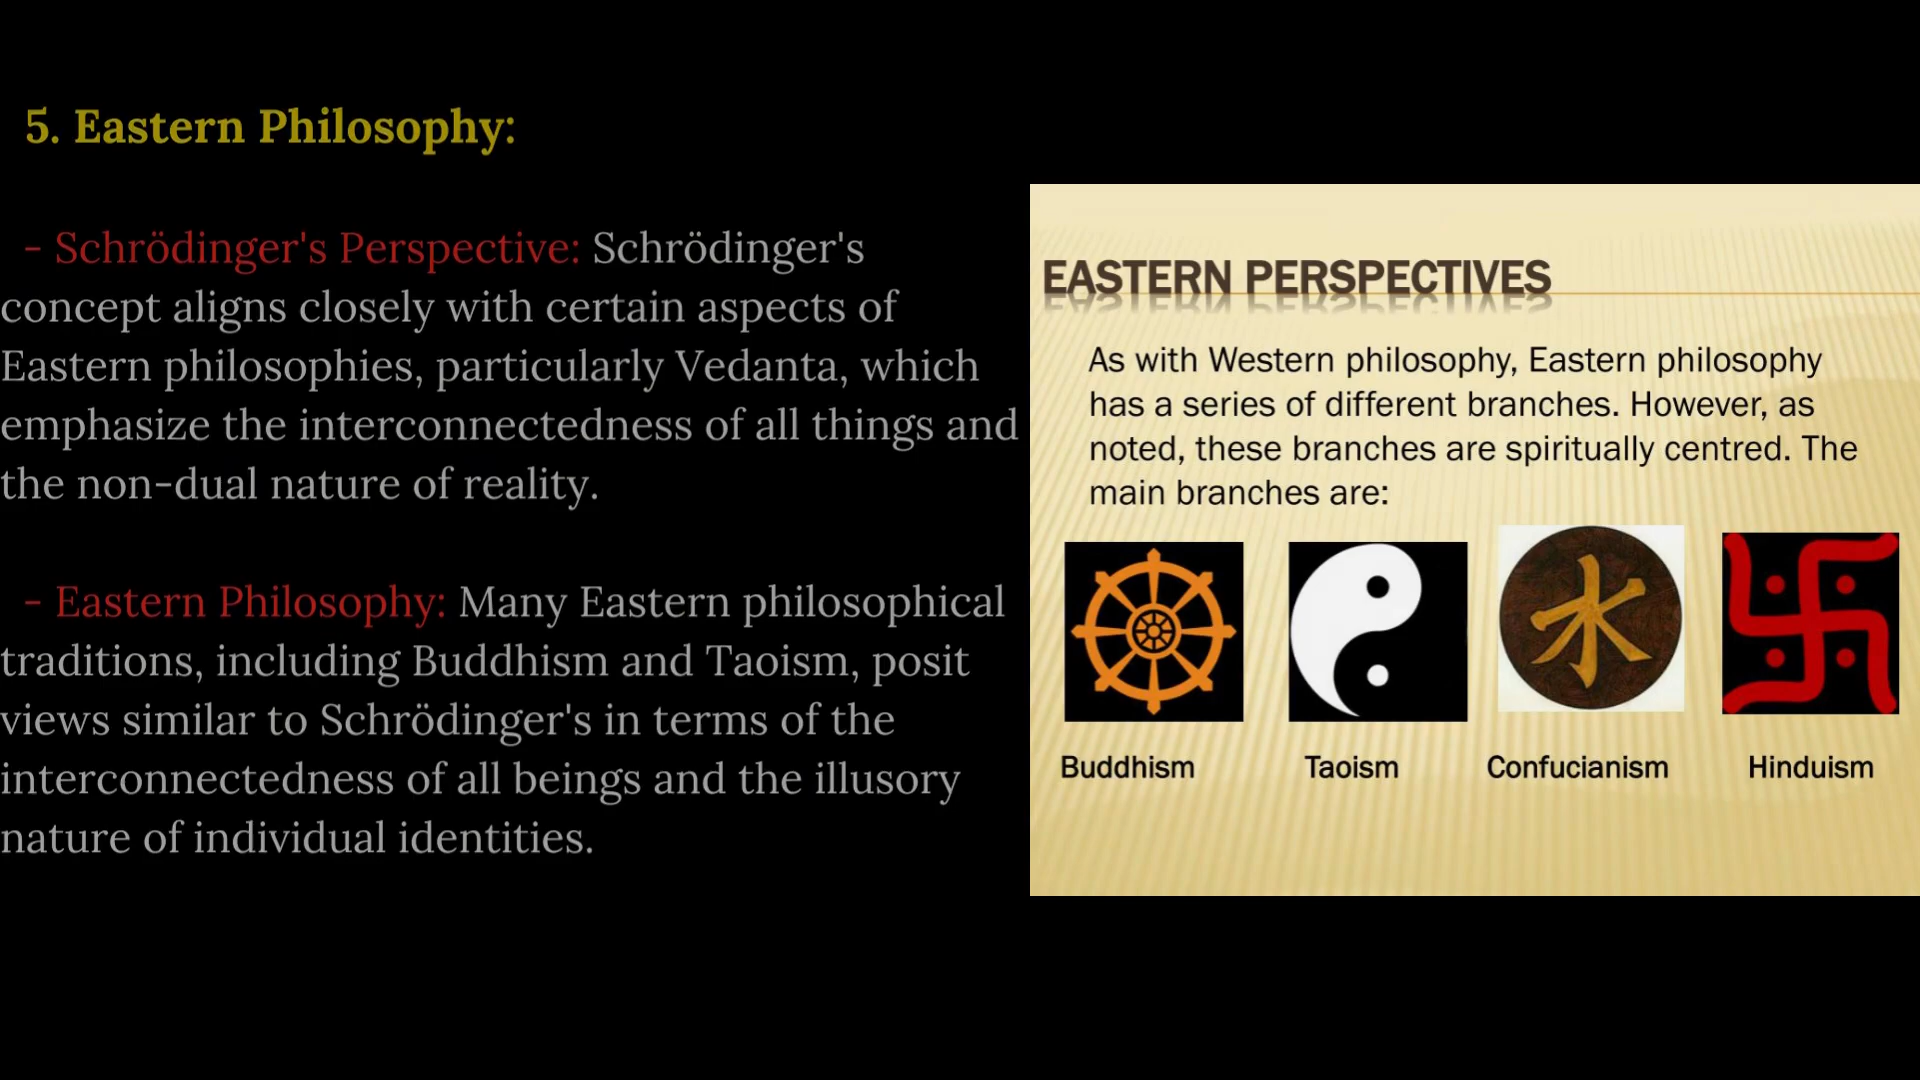 5. Eastern Philosophy:
- Schrödinger's Perspective: Schrödinger's
concept aligns closely with certain aspects of
Eastern philosophies, particularly Vedanta, which
emphasize the interconnectedness of all things and
the non-dual nature of reality.
- Eastern Philosophy: Many Eastern philosophical
traditions, including Buddhism and Taoism, posit
views similar to Schrödinger's in terms of the
interconnectedness of all beings and the illusory
nature of individual identities.
EASTERN PERSPECTIVES
As with Western philosophy, Eastern philosophy
has a series of different branches. However, as
noted, these branches are spiritually centred. The
main branches are:
水
Buddhism Taoism Confucianism Hinduism